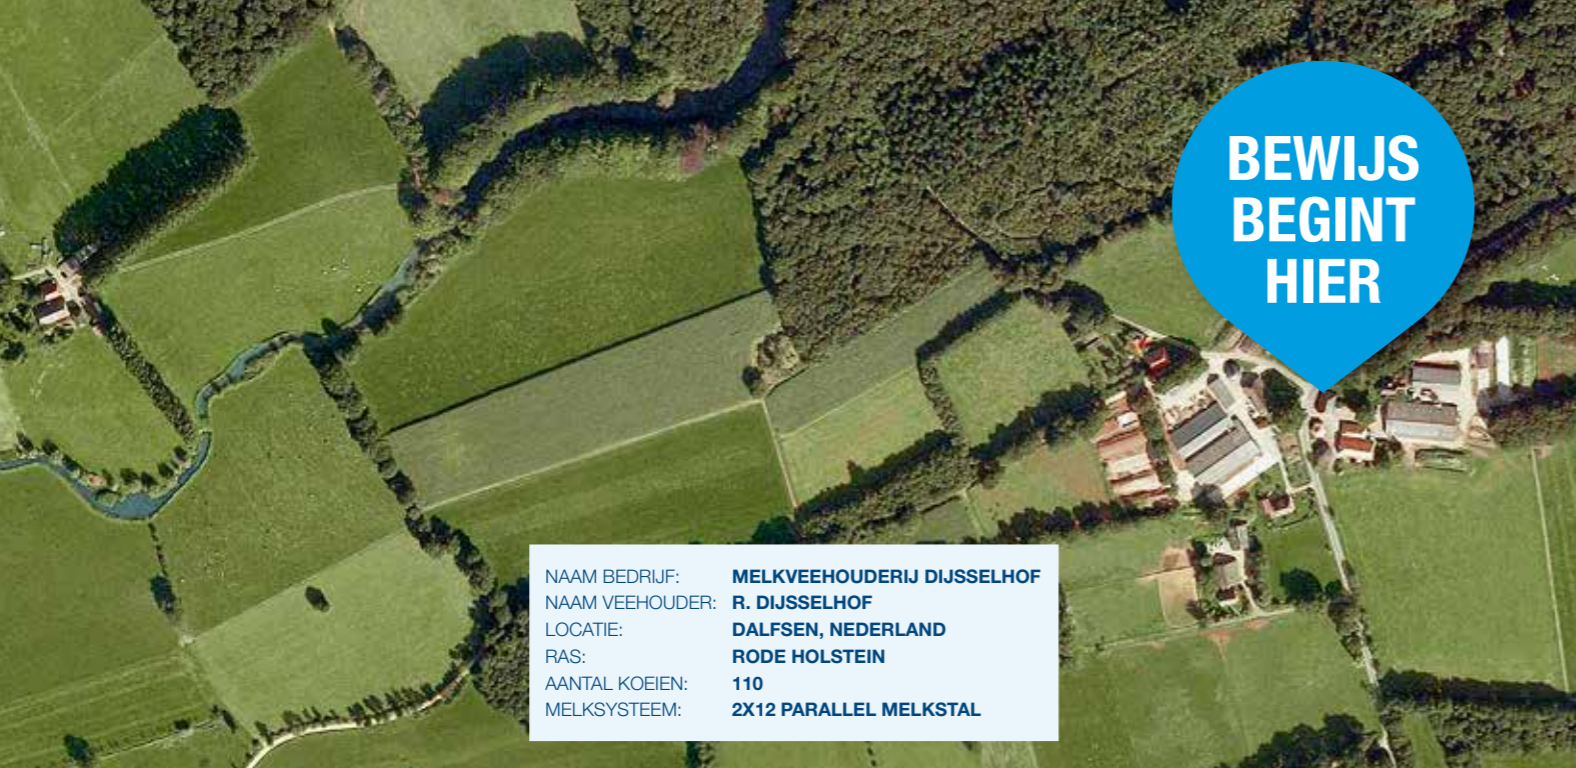 BEWIJS
BEGINT
HIER
NAAM BEDRIJF: MELKVEEHOUDERIJ DIJSSELHOF
NAAM VEEHOUDER: R. DIJSSELHOF
LOCATIE: DALFSEN, NEDERLAND
RAS: RODE HOLSTEIN
AANTAL KOEIEN: 110
MELKSYSTEEM: 2X12 PARALLEL MELKSTAL